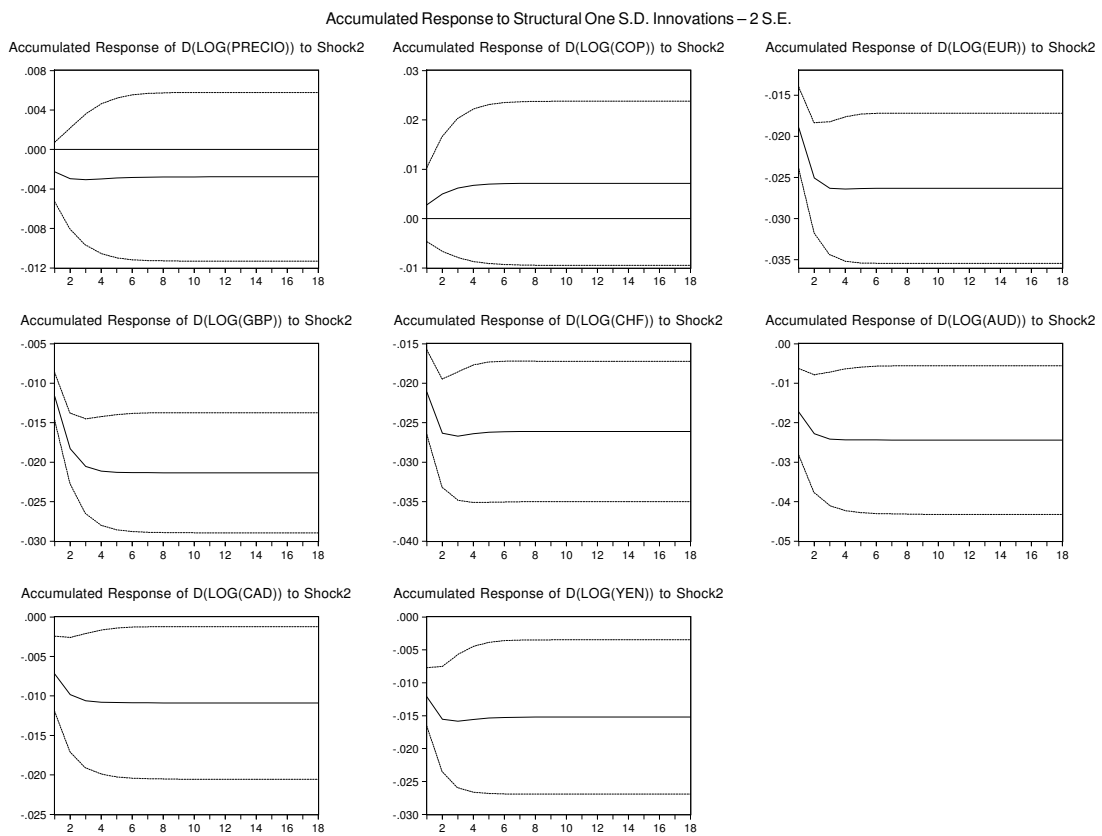 Accumulated Response to Structural One S.D. Innovations – 2 S.E.
Accumulated Response of D(LOG(PRECIO)) to Shock2
.008
.004
.000
-.004
-.008
-.012
2 4 6 8 10 12 14 16 18
Accumulated Response of D(LOG(COP)) to Shock2
.03
.02
.01
.00
-.01
2 4 6 8 10 12 14 16 18
Accumulated Response of D(LOG(EUR)) to Shock2
-.015
-.020
-.025
-.030
-.035
2 4 6 8 10 12 14 16 18
Accumulated Response of D(LOG(GBP)) to Shock2
-.005
-.010
-.015
-.020
-.025
-.030
2 4 6 8 10 12 14 16 18
Accumulated Response of D(LOG(CHF)) to Shock2
-.015
-.020
-.025
-.030
-.035
-.040
2 4 6 8 10 12 14 16 18
Accumulated Response of D(LOG(AUD)) to Shock2
.00
-.01
-.02
-.03
-.04
-.05
2 4 6 8 10 12 14 16 18
Accumulated Response of D(LOG(CAD)) to Shock2
.000
-.005
-.010
-.015
-.020
-.025
2 4 6 8 10 12 14 16 18
Accumulated Response of D(LOG(YEN)) to Shock2
.000
-.005
-.010
-.015
-.020
-.025
-.030
2 4 6 8 10 12 14 16 18